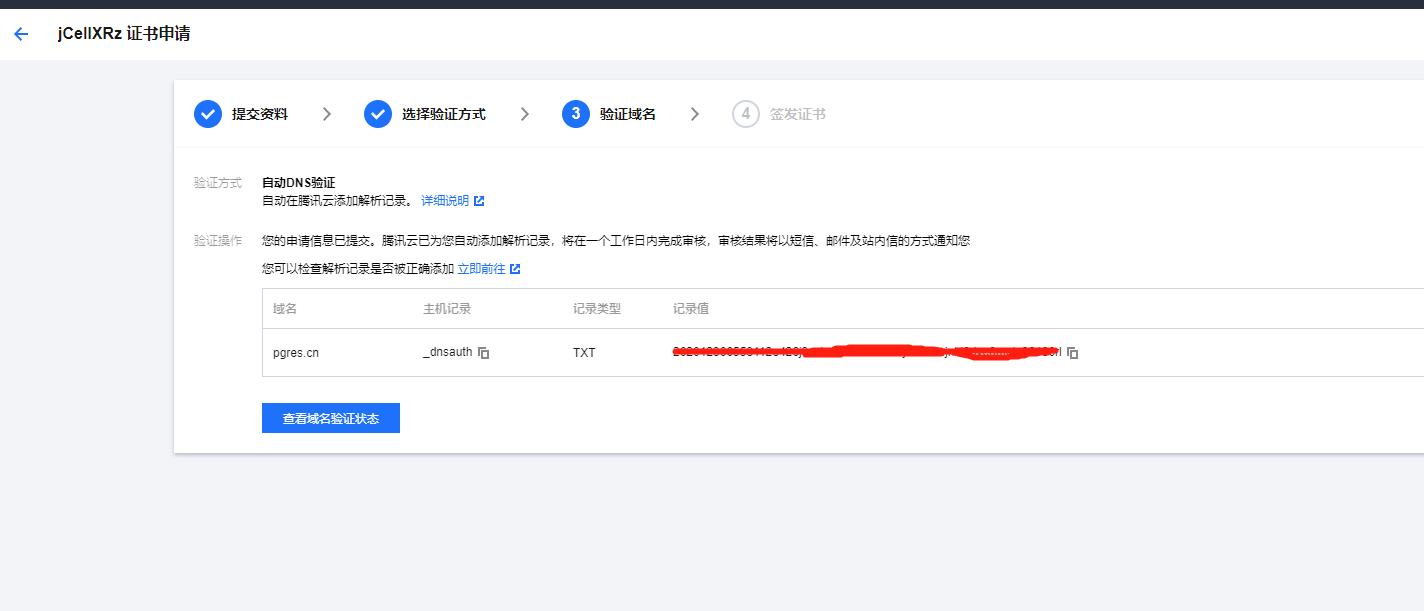 jCellXRz 证书申请
提交资料
选择验证方式
3 验证域名
4 签发证书
验证方式 自动DNS验证
自动在腾讯云添加解析记录。 详细说明
验证操作 您的申请信息已提交。腾讯云已为您自动添加解析记录，将在一个工作日内完成审核，审核结果将以短信、邮件及站内信的方式通知您
您可以检查解析记录是否被正确添加 立即前往
域名 主机记录 记录类型 记录值
pgres.cn _dnsauth TXT
查看域名验证状态